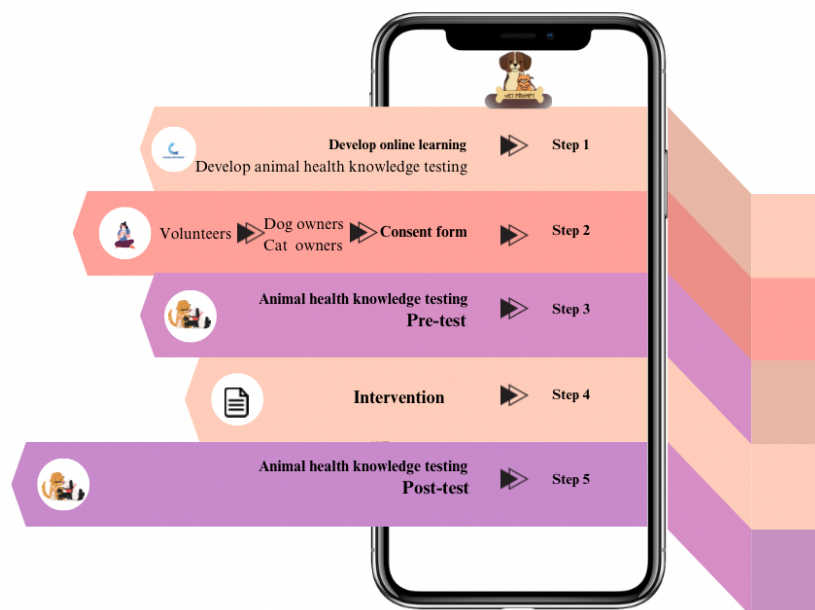 VET PROMPT
Develop online learning
Develop animal health knowledge testing
Step 1
Volunteers
Dog owners
Cat owners
Consent form
Step 2
Animal health knowledge testing
Pre-test
Step 3
Intervention
Step 4
Animal health knowledge testing
Post-test
Step 5